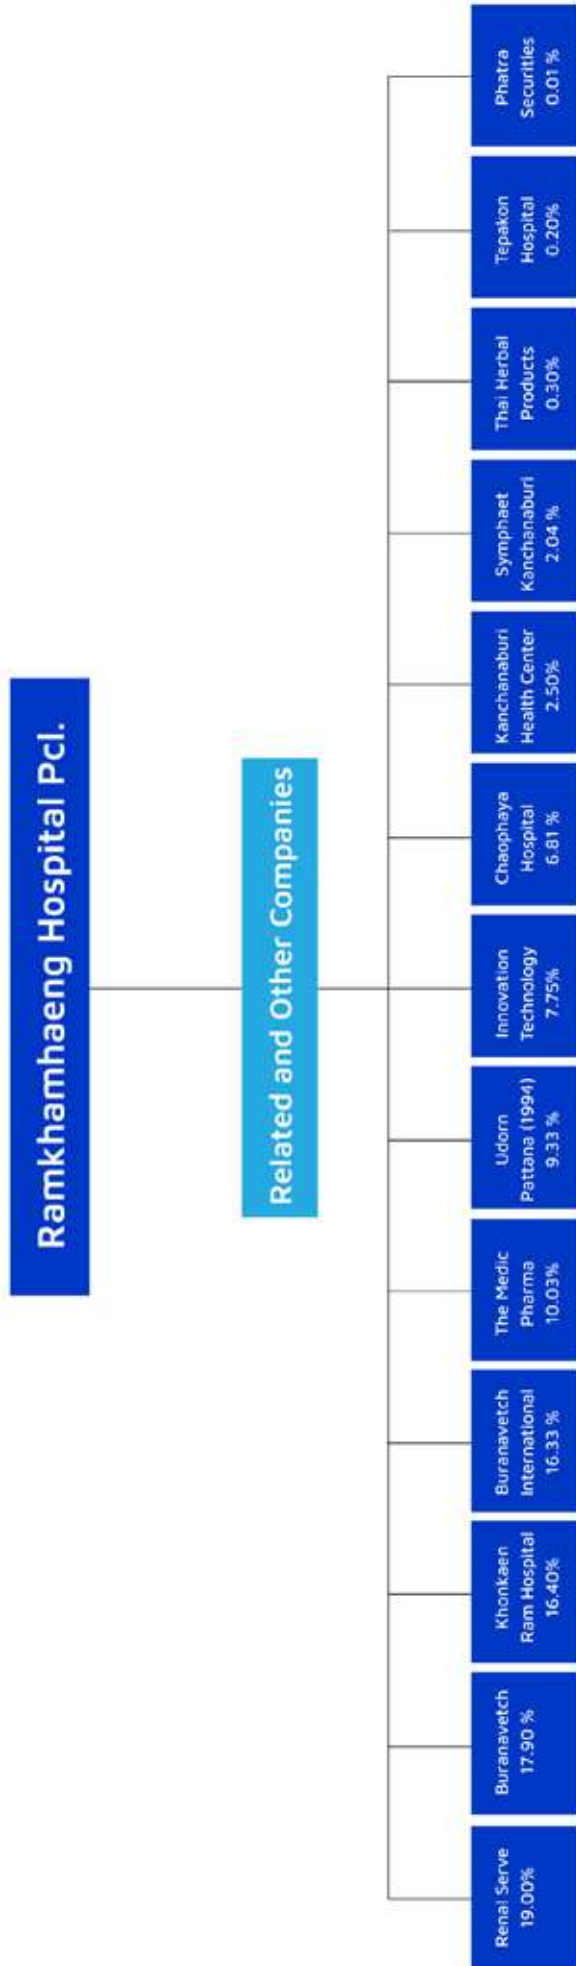 Ramkhamhaeng Hospital Pcl.
Related and Other Companies
Renal Serve
19.00%
Buranavetch
17.90 %
Khonkaen
Ram Hospital
16.40%
Buranavetch
International
16.33 %
The Medic
Pharma
10.03%
Udorn
Pattana (1994)
9.33 %
Innovation
Technology
7.75%
Chaophaya
Hospital
6.81 %
Kanchanaburi
Health Center
2.50%
Symphaet
Kanchanaburi
2.04 %
Thai Herbal
Products
0.30%
Tepakon
Hospital
0.20%
Phatra
Securities
0.01 %